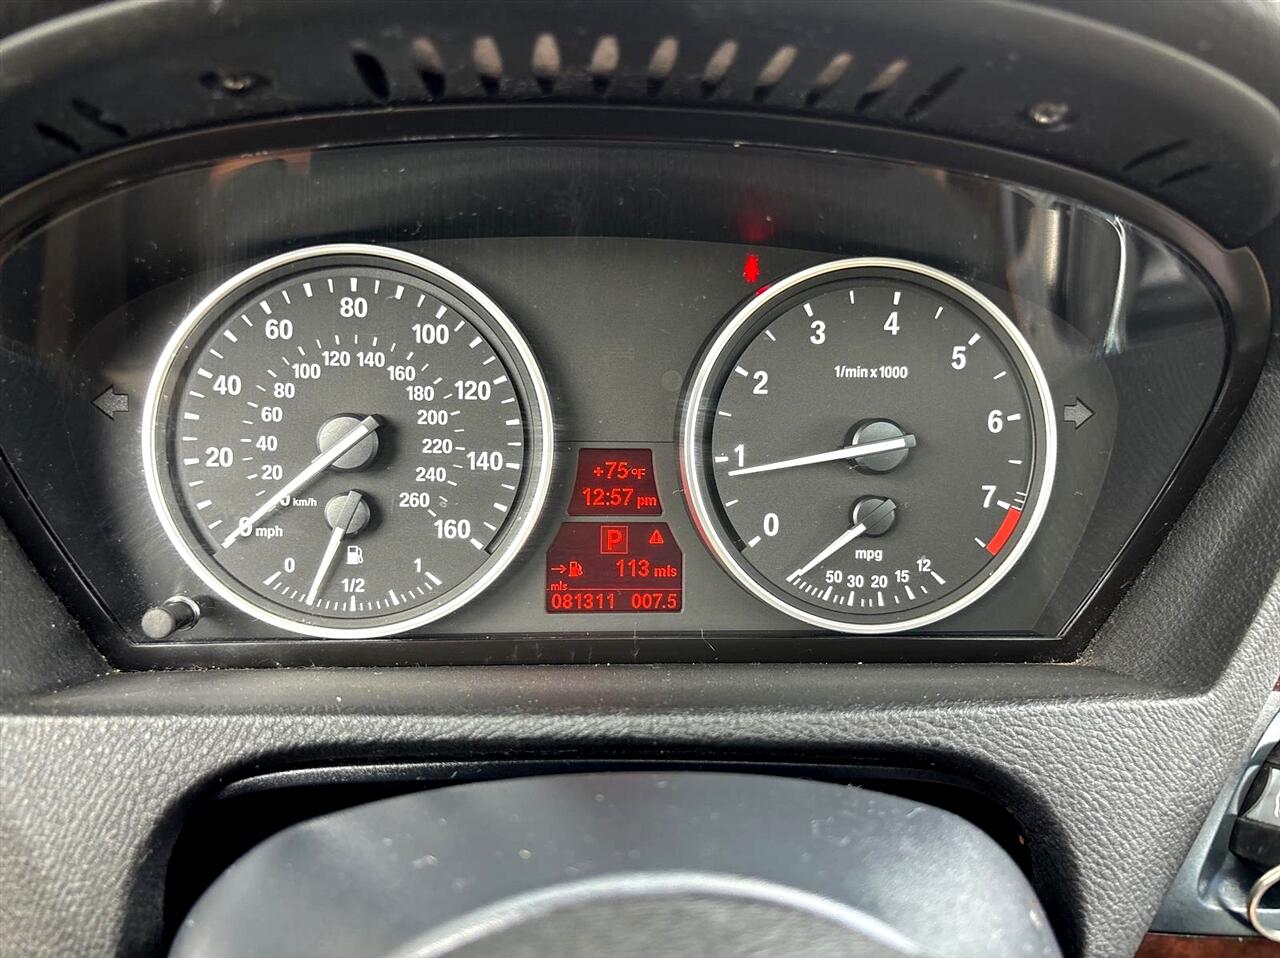 20 40 60 80 100 120 140 160
20 40 60 80 100 120 140 160 180 200 220 240 260
km/h
mph
0 1/2 1
+75°F
12:57 pm
P
→ 113 mls
mls
081311 007.5
0 1 2 3 4 5 6 7
1/min x 1000
mpg
50 30 20 15 12